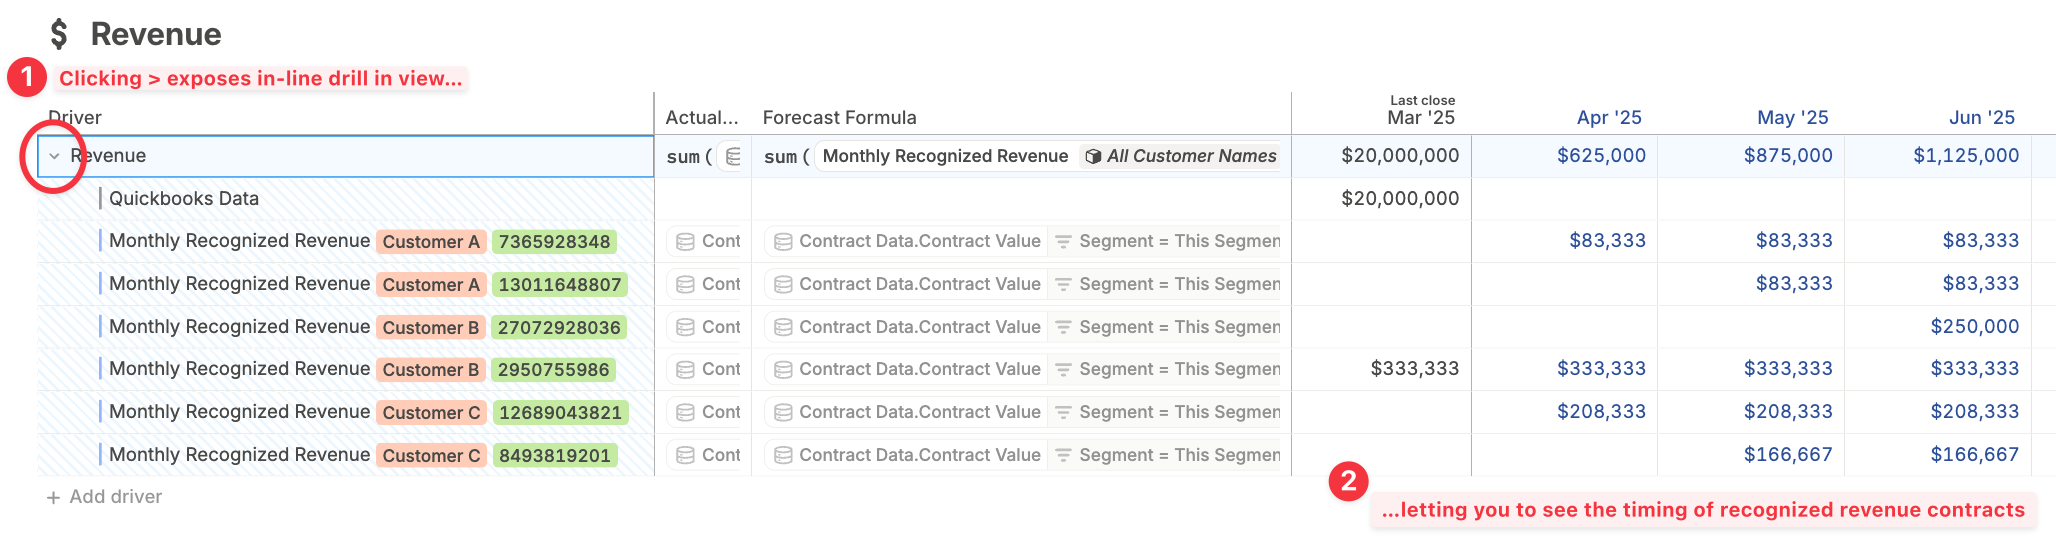 $ Revenue
1 Clicking > exposes in-line drill in view...
Driver Actual... Forecast Formula Last close Mar '25 Apr '25 May '25 Jun '25
Revenue sum ( sum ( Monthly Recognized Revenue All Customer Names $20,000,000 $625,000 $875,000 $1,125,000
Quickbooks Data $20,000,000
Monthly Recognized Revenue Customer A 7365928348 Cont Contract Data.Contract Value Segment = This Segmen $83,333 $83,333 $83,333
Monthly Recognized Revenue Customer A 13011648807 Cont Contract Data.Contract Value Segment = This Segmen $83,333 $83,333
Monthly Recognized Revenue Customer B 27072928036 Cont Contract Data.Contract Value Segment = This Segmen $250,000
Monthly Recognized Revenue Customer B 2950755986 Cont Contract Data.Contract Value Segment = This Segmen $333,333 $333,333 $333,333 $333,333
Monthly Recognized Revenue Customer C 12689043821 Cont Contract Data.Contract Value Segment = This Segmen $208,333 $208,333 $208,333
Monthly Recognized Revenue Customer C 8493819201 Cont Contract Data.Contract Value Segment = This Segmen $166,667 $166,667
+ Add driver
2 ...letting you to see the timing of recognized revenue contracts